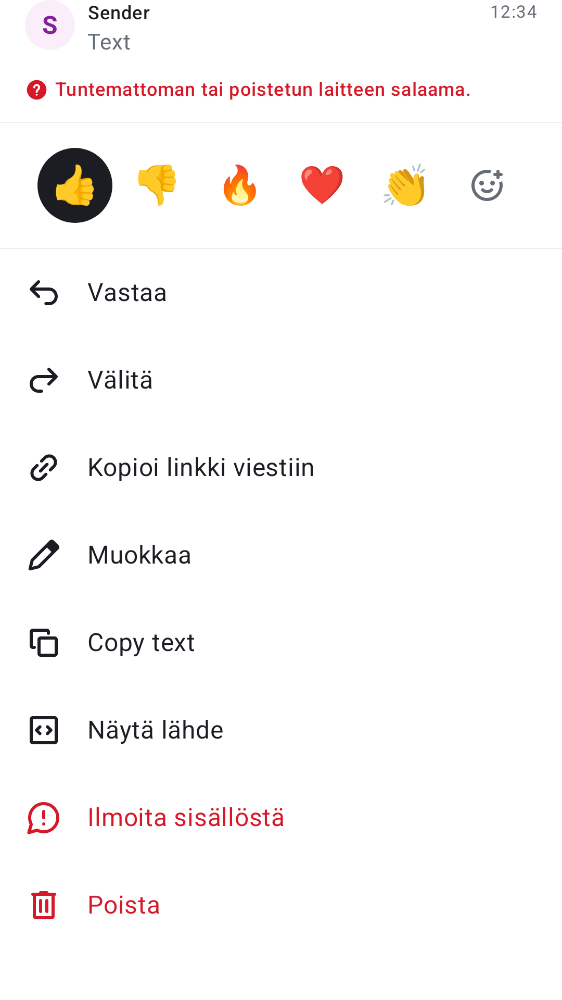 S
Sender
12:34
Text
Tuntemattoman tai poistetun laitteen salaama.
Vastaa
Välitä
Kopioi linkki viestiin
Muokkaa
Copy text
Näytä lähde
Ilmoita sisällöstä
Poista